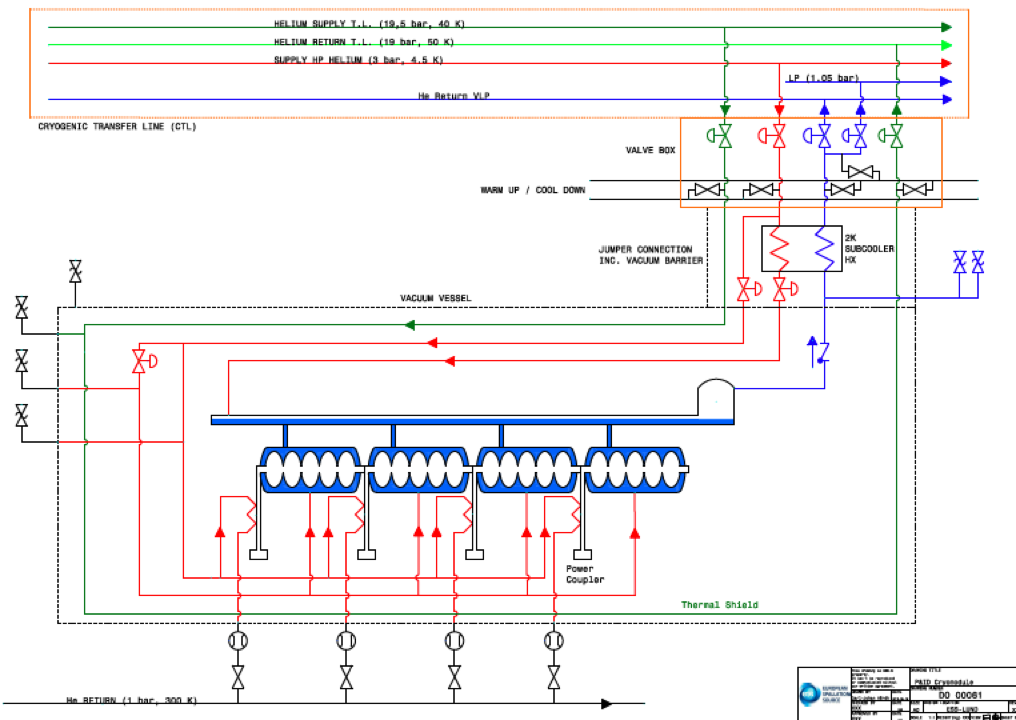 HELIUM SUPPLY T.L. (19,5 bar, 40 K)
HELIUM RETURN T.L. (19 bar, 50 K)
SUPPLY HP HELIUM (3 bar, 4.5 K)
LP (1.05 bar)
He Return VLP
CRYOGENIC TRANSFER LINE (CTL)
VALVE BOX
WARM UP / COOL DOWN
JUMPER CONNECTION
INC. VACUUM BARRIER
2K
SUBCOOLER
HX
VACUUM VESSEL
Power
Coupler
Thermal Shield
He RETURN (1 bar, 300 K)
EUROPEAN
SPALLATION
SOURCE
P&ID Cryomodule
DO 00081
ESS-LUND